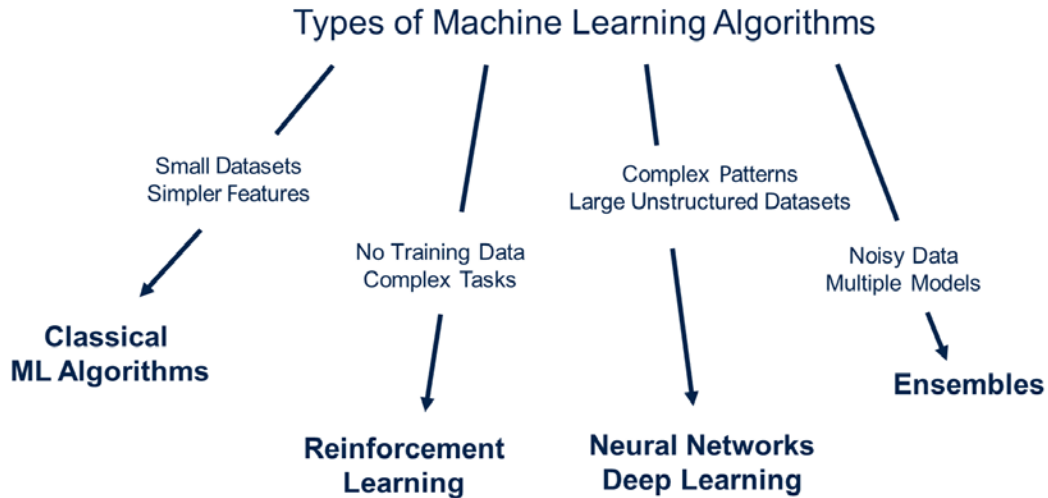 Types of Machine Learning Algorithms
Small Datasets
Simpler Features
Classical
ML Algorithms
No Training Data
Complex Tasks
Reinforcement
Learning
Complex Patterns
Large Unstructured Datasets
Neural Networks
Deep Learning
Noisy Data
Multiple Models
Ensembles